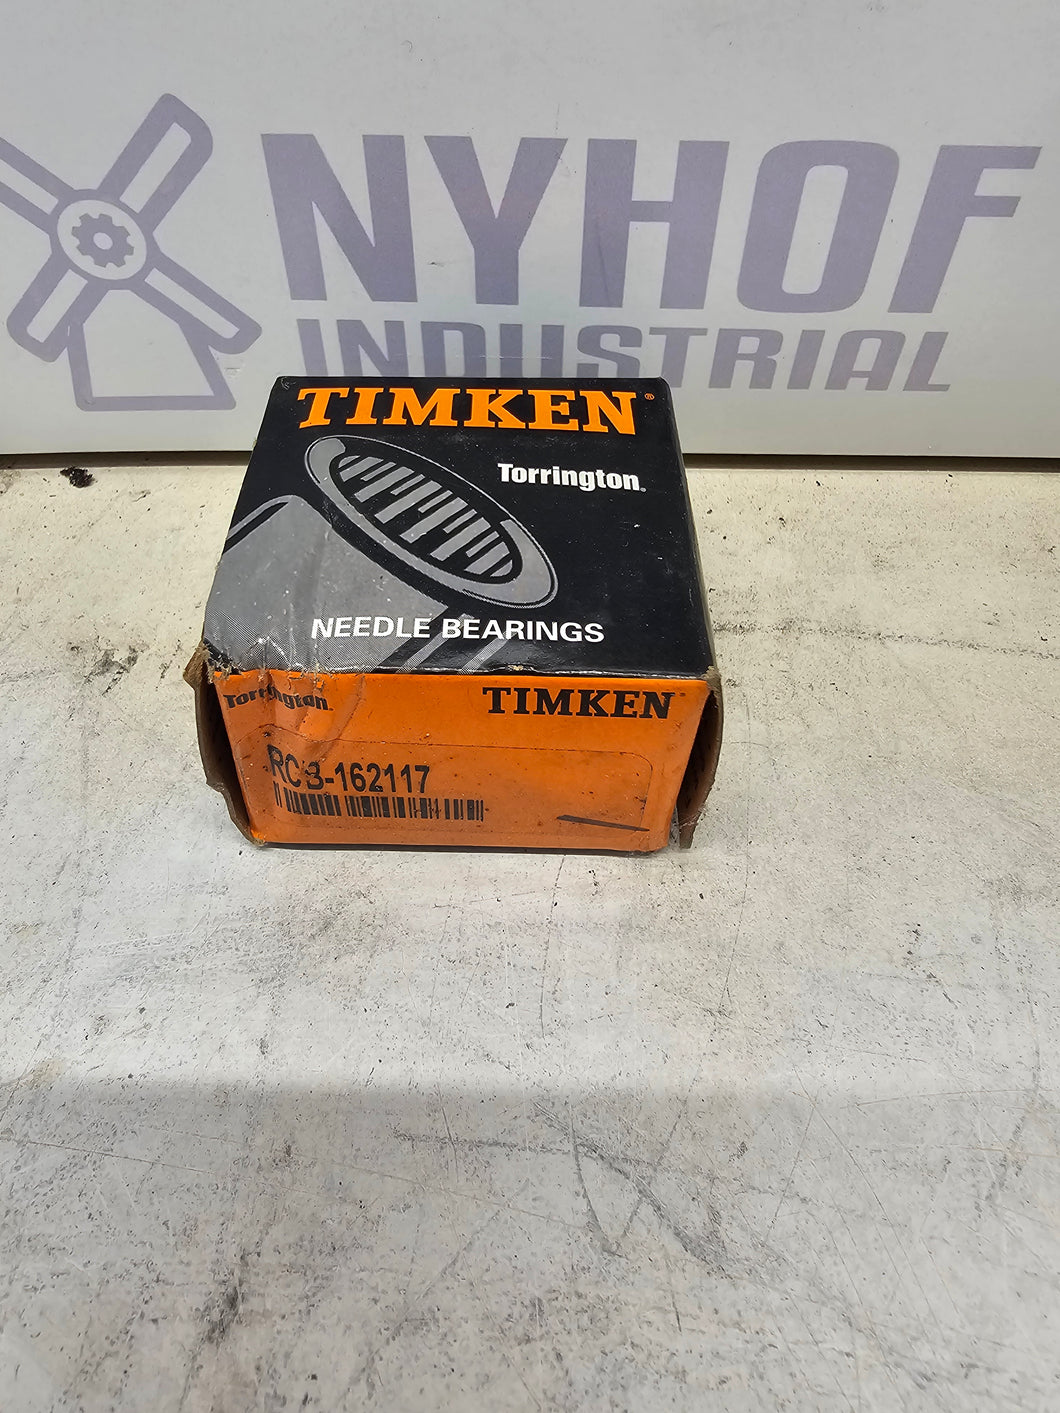 NYHOF
INDUSTRIAL
TIMKEN®
Torrington.
NEEDLE BEARINGS
Torrington.
TIMKEN
RCB-162117